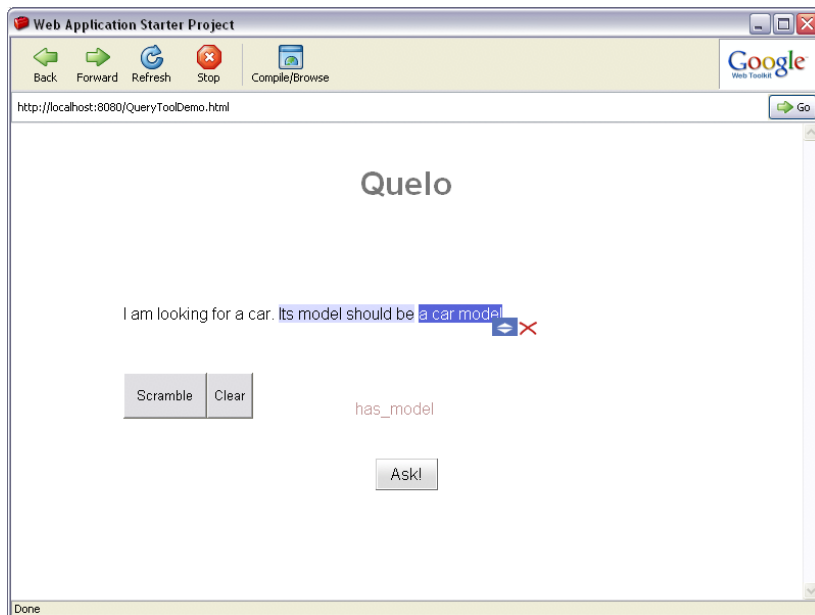 Web Application Starter Project
Back Forward Refresh Stop Compile/Browse
Google
Web Toolkit
http://localhost:8080/QueryToolDemo.html Go
Quelo
I am looking for a car. Its model should be a car model
Scramble Clear
has_model
Ask!
Done